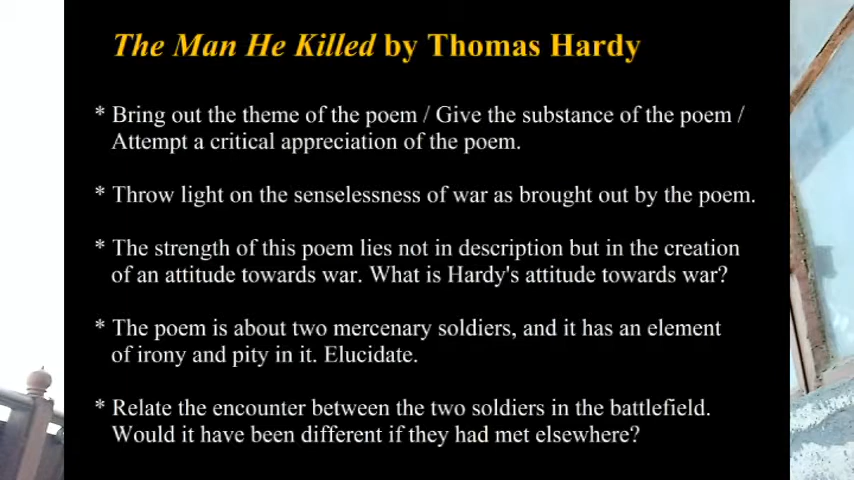 The Man He Killed by Thomas Hardy
* Bring out the theme of the poem / Give the substance of the poem /
Attempt a critical appreciation of the poem.
* Throw light on the senselessness of war as brought out by the poem.
* The strength of this poem lies not in description but in the creation
of an attitude towards war. What is Hardy's attitude towards war?
* The poem is about two mercenary soldiers, and it has an element
of irony and pity in it. Elucidate.
* Relate the encounter between the two soldiers in the battlefield.
Would it have been different if they had met elsewhere?